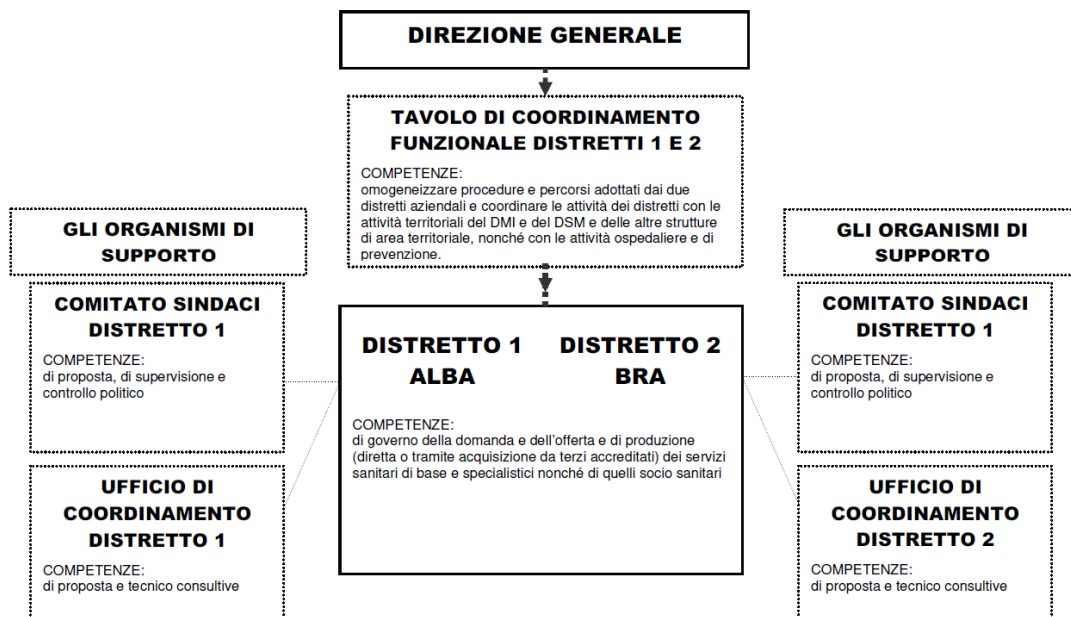 DIREZIONE GENERALE
TAVOLO DI COORDINAMENTO
FUNZIONALE DISTRETTI 1 E 2
COMPETENZE:
omogeneizzare procedure e percorsi adottati dai due
distretti aziendali e coordinare le attività dei distretti con le
attività territoriali del DMI e del DSM e delle altre strutture
di area territoriale, nonché con le attività ospedaliere e di
prevenzione.
GLI ORGANISMI DI
SUPPORTO
COMITATO SINDACI
DISTRETTO 1
COMPETENZE:
di proposta, di supervisione e
controllo politico
UFFICIO DI
COORDINAMENTO
DISTRETTO 1
COMPETENZE:
di proposta e tecnico consultive
DISTRETTO 1
ALBA
DISTRETTO 2
BRA
COMPETENZE:
di governo della domanda e dell'offerta e di produzione
(diretta o tramite acquisizione da terzi accreditati) dei servizi
sanitari di base e specialistici nonché di quelli socio sanitari
GLI ORGANISMI DI
SUPPORTO
COMITATO SINDACI
DISTRETTO 1
COMPETENZE:
di proposta, di supervisione e
controllo politico
UFFICIO DI
COORDINAMENTO
DISTRETTO 2
COMPETENZE:
di proposta e tecnico consultive